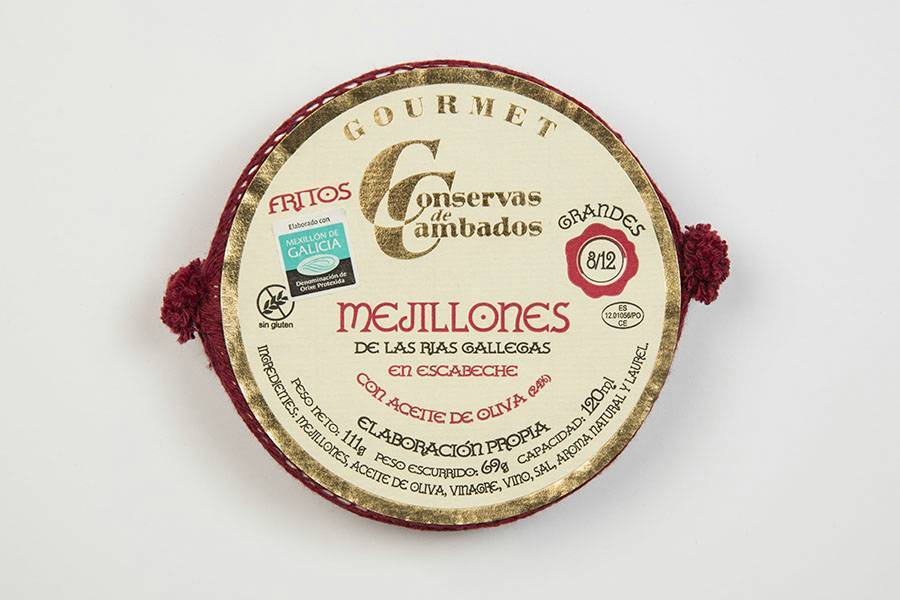 GOURMET
Conservas
de
Cambados
FRITOS
Elaborado con
MEXILLÓN DE
GALICIA
Denominación de
Orixe Protexida
sin gluten
GRANDES
8/12
ES
12.01056/PO
CE
MEJILLONES
DE LAS RIAS GALLEGAS
EN ESCABECHE
CON ACEITE DE OLIVA (24%)
ELABORACIÓN PROPIA
PESO NETO: 111g PESO ESCURRIDO: 69g CAPACIDAD: 120ml
INGREDIENTES: MEJILLONES, ACEITE DE OLIVA, VINAGRE, VINO, SAL, AROMA NATURAL Y LAUREL.